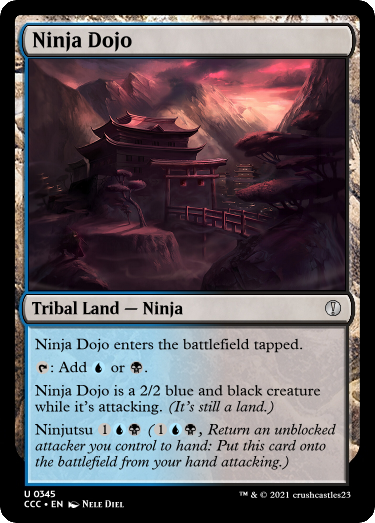 Ninja Dojo
Tribal Land — Ninja
Ninja Dojo enters the battlefield tapped.
: Add or .
Ninja Dojo is a 2/2 blue and black creature
while it's attacking. (It's still a land.)
Ninjutsu 1 (1, Return an unblocked
attacker you control to hand: Put this card onto
the battlefield from your hand attacking.)
U 0345
CCC • EN Nele Diel
™ & © 2021 crushcastles23